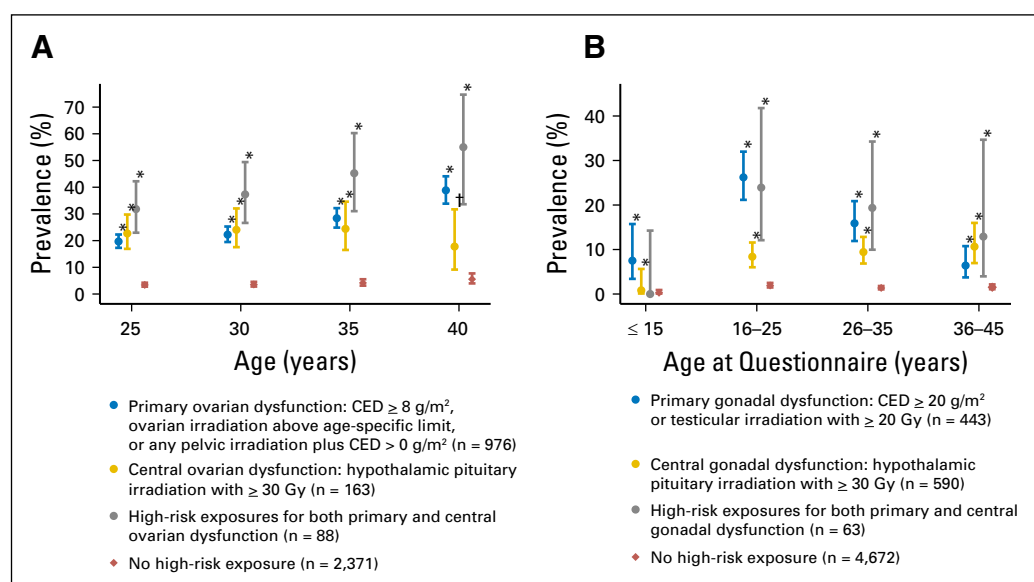 A
B
Prevalence (%)
70
60
50
40
30
20
10
0
* * *
* * *
* * *
* † *
25 30 35 40
Age (years)
Prevalence (%)
40
30
20
10
0
* *
* * *
* * *
* * *
≤ 15 16–25 26–35 36–45
Age at Questionnaire (years)
Primary ovarian dysfunction: CED ≥ 8 g/m²,
ovarian irradiation above age-specific limit,
or any pelvic irradiation plus CED > 0 g/m² (n = 976)
Central ovarian dysfunction: hypothalamic pituitary
irradiation with ≥ 30 Gy (n = 163)
High-risk exposures for both primary and central
ovarian dysfunction (n = 88)
No high-risk exposure (n = 2,371)
Primary gonadal dysfunction: CED ≥ 20 g/m²
or testicular irradiation with ≥ 20 Gy (n = 443)
Central gonadal dysfunction: hypothalamic
pituitary irradiation with ≥ 30 Gy (n = 590)
High-risk exposures for both primary and central
gonadal dysfunction (n = 63)
No high-risk exposure (n = 4,672)